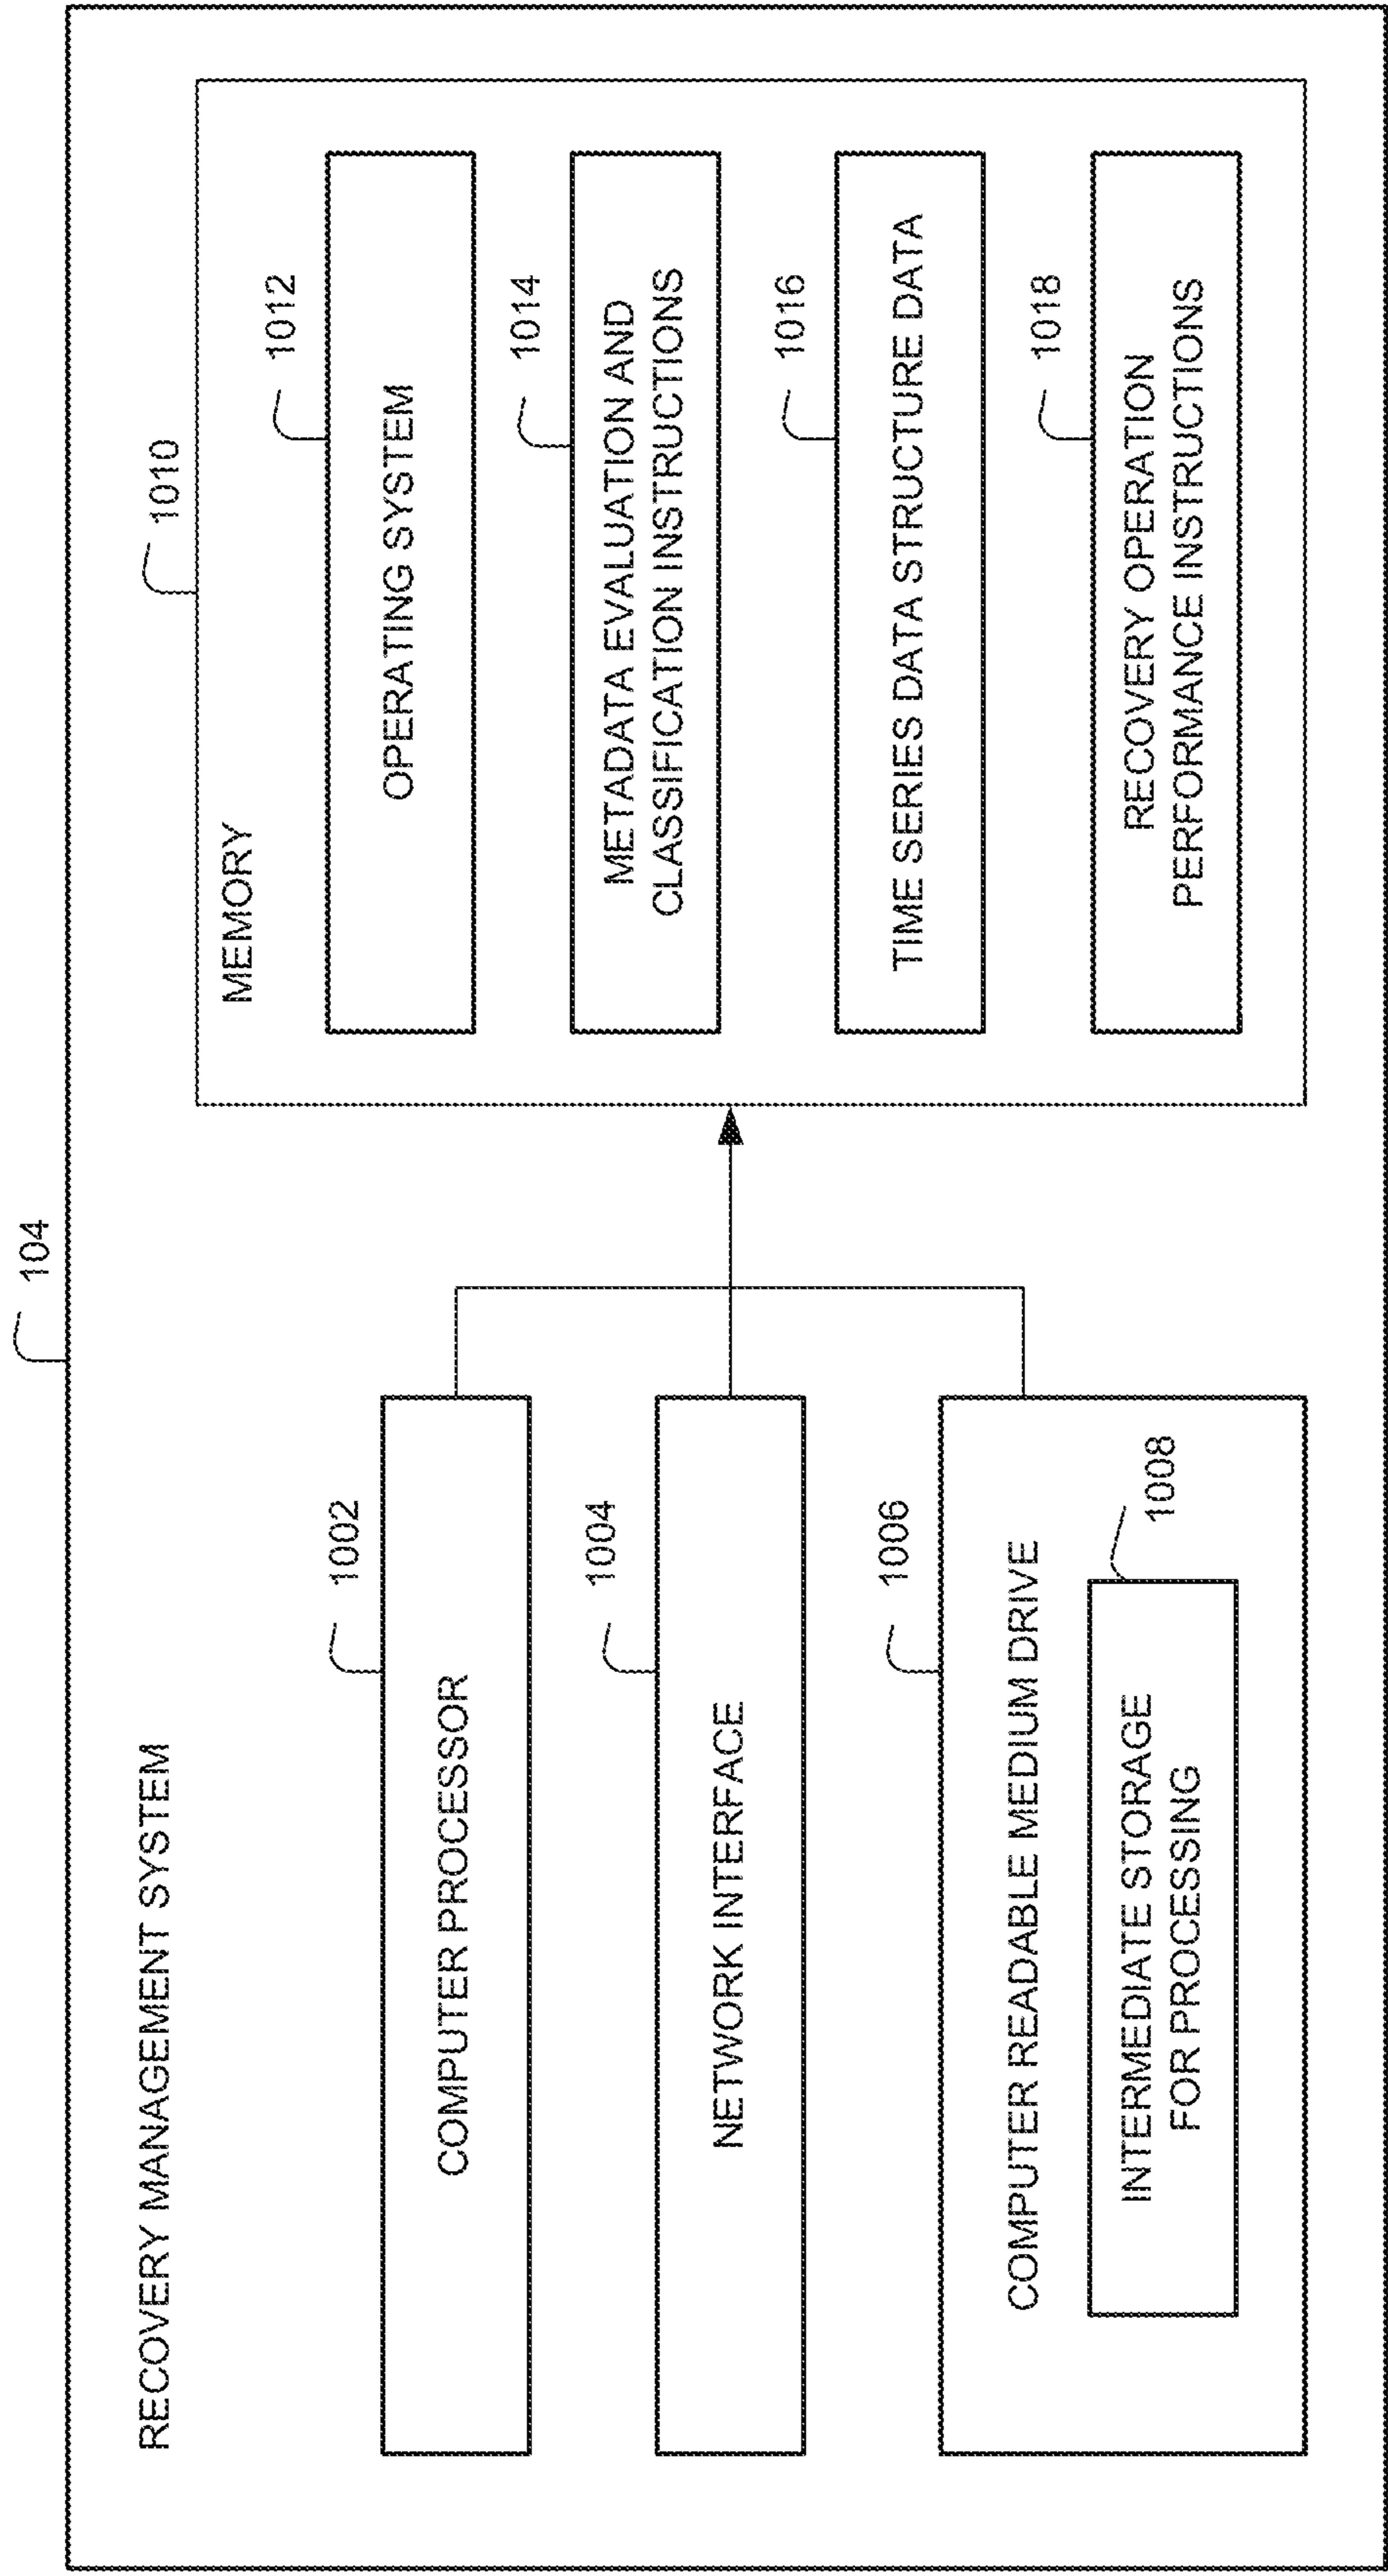 104
RECOVERY MANAGEMENT SYSTEM
1002
COMPUTER PROCESSOR
1004
NETWORK INTERFACE
1006
COMPUTER READABLE MEDIUM DRIVE
1008
INTERMEDIATE STORAGE
FOR PROCESSING
1010
MEMORY
1012
OPERATING SYSTEM
1014
METADATA EVALUATION AND
CLASSIFICATION INSTRUCTIONS
1016
TIME SERIES DATA STRUCTURE DATA
1018
RECOVERY OPERATION
PERFORMANCE INSTRUCTIONS